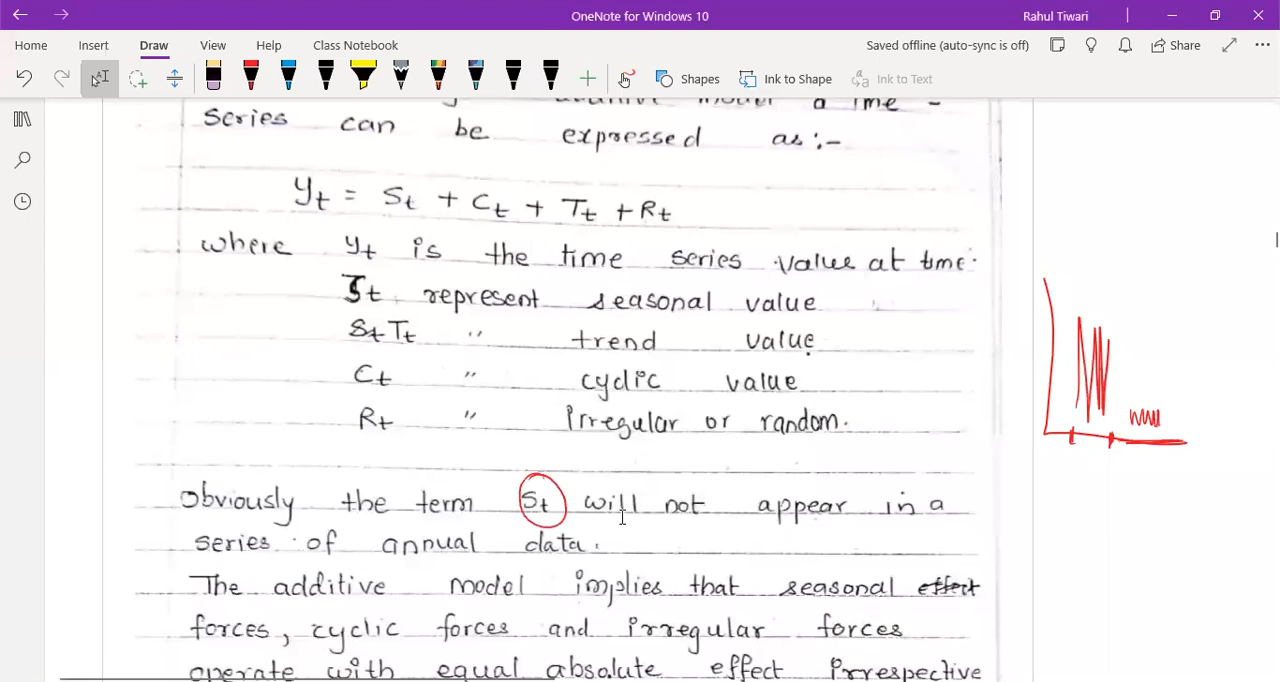 OneNote for Windows 10
Rahul Tiwari
Home Insert Draw View Help Class Notebook
Saved offline (auto-sync is off) Share
Shapes Ink to Shape Ink to Text
model a Time -
series can be expressed as :-
Yt = St + Ct + Tt + Rt
where Yt is the time series value at time.
St represent seasonal value
Tt " trend value
Ct " cyclic value
Rt " Irregular or random.
Obviously the term St will not appear in a
series of annual data.
The additive model implies that seasonal effect
forces, cyclic forces and irregular forces
operate with equal absolute effect irrespective